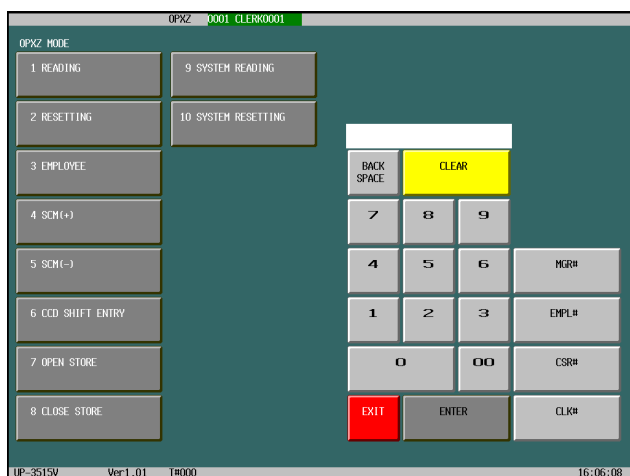 OPXZ 0001 CLERK0001
OPXZ MODE
1 READING
9 SYSTEM READING
2 RESETTING
10 SYSTEM RESETTING
3 EMPLOYEE
BACK
SPACE
CLEAR
4 SCM(+)
7 8 9
5 SCM(-)
4 5 6 MGR#
6 CCD SHIFT ENTRY
1 2 3 EMPL#
7 OPEN STORE
0 00 CSR#
8 CLOSE STORE
EXIT ENTER CLK#
UP-3515V Ver1.01 T#000 16:06:08